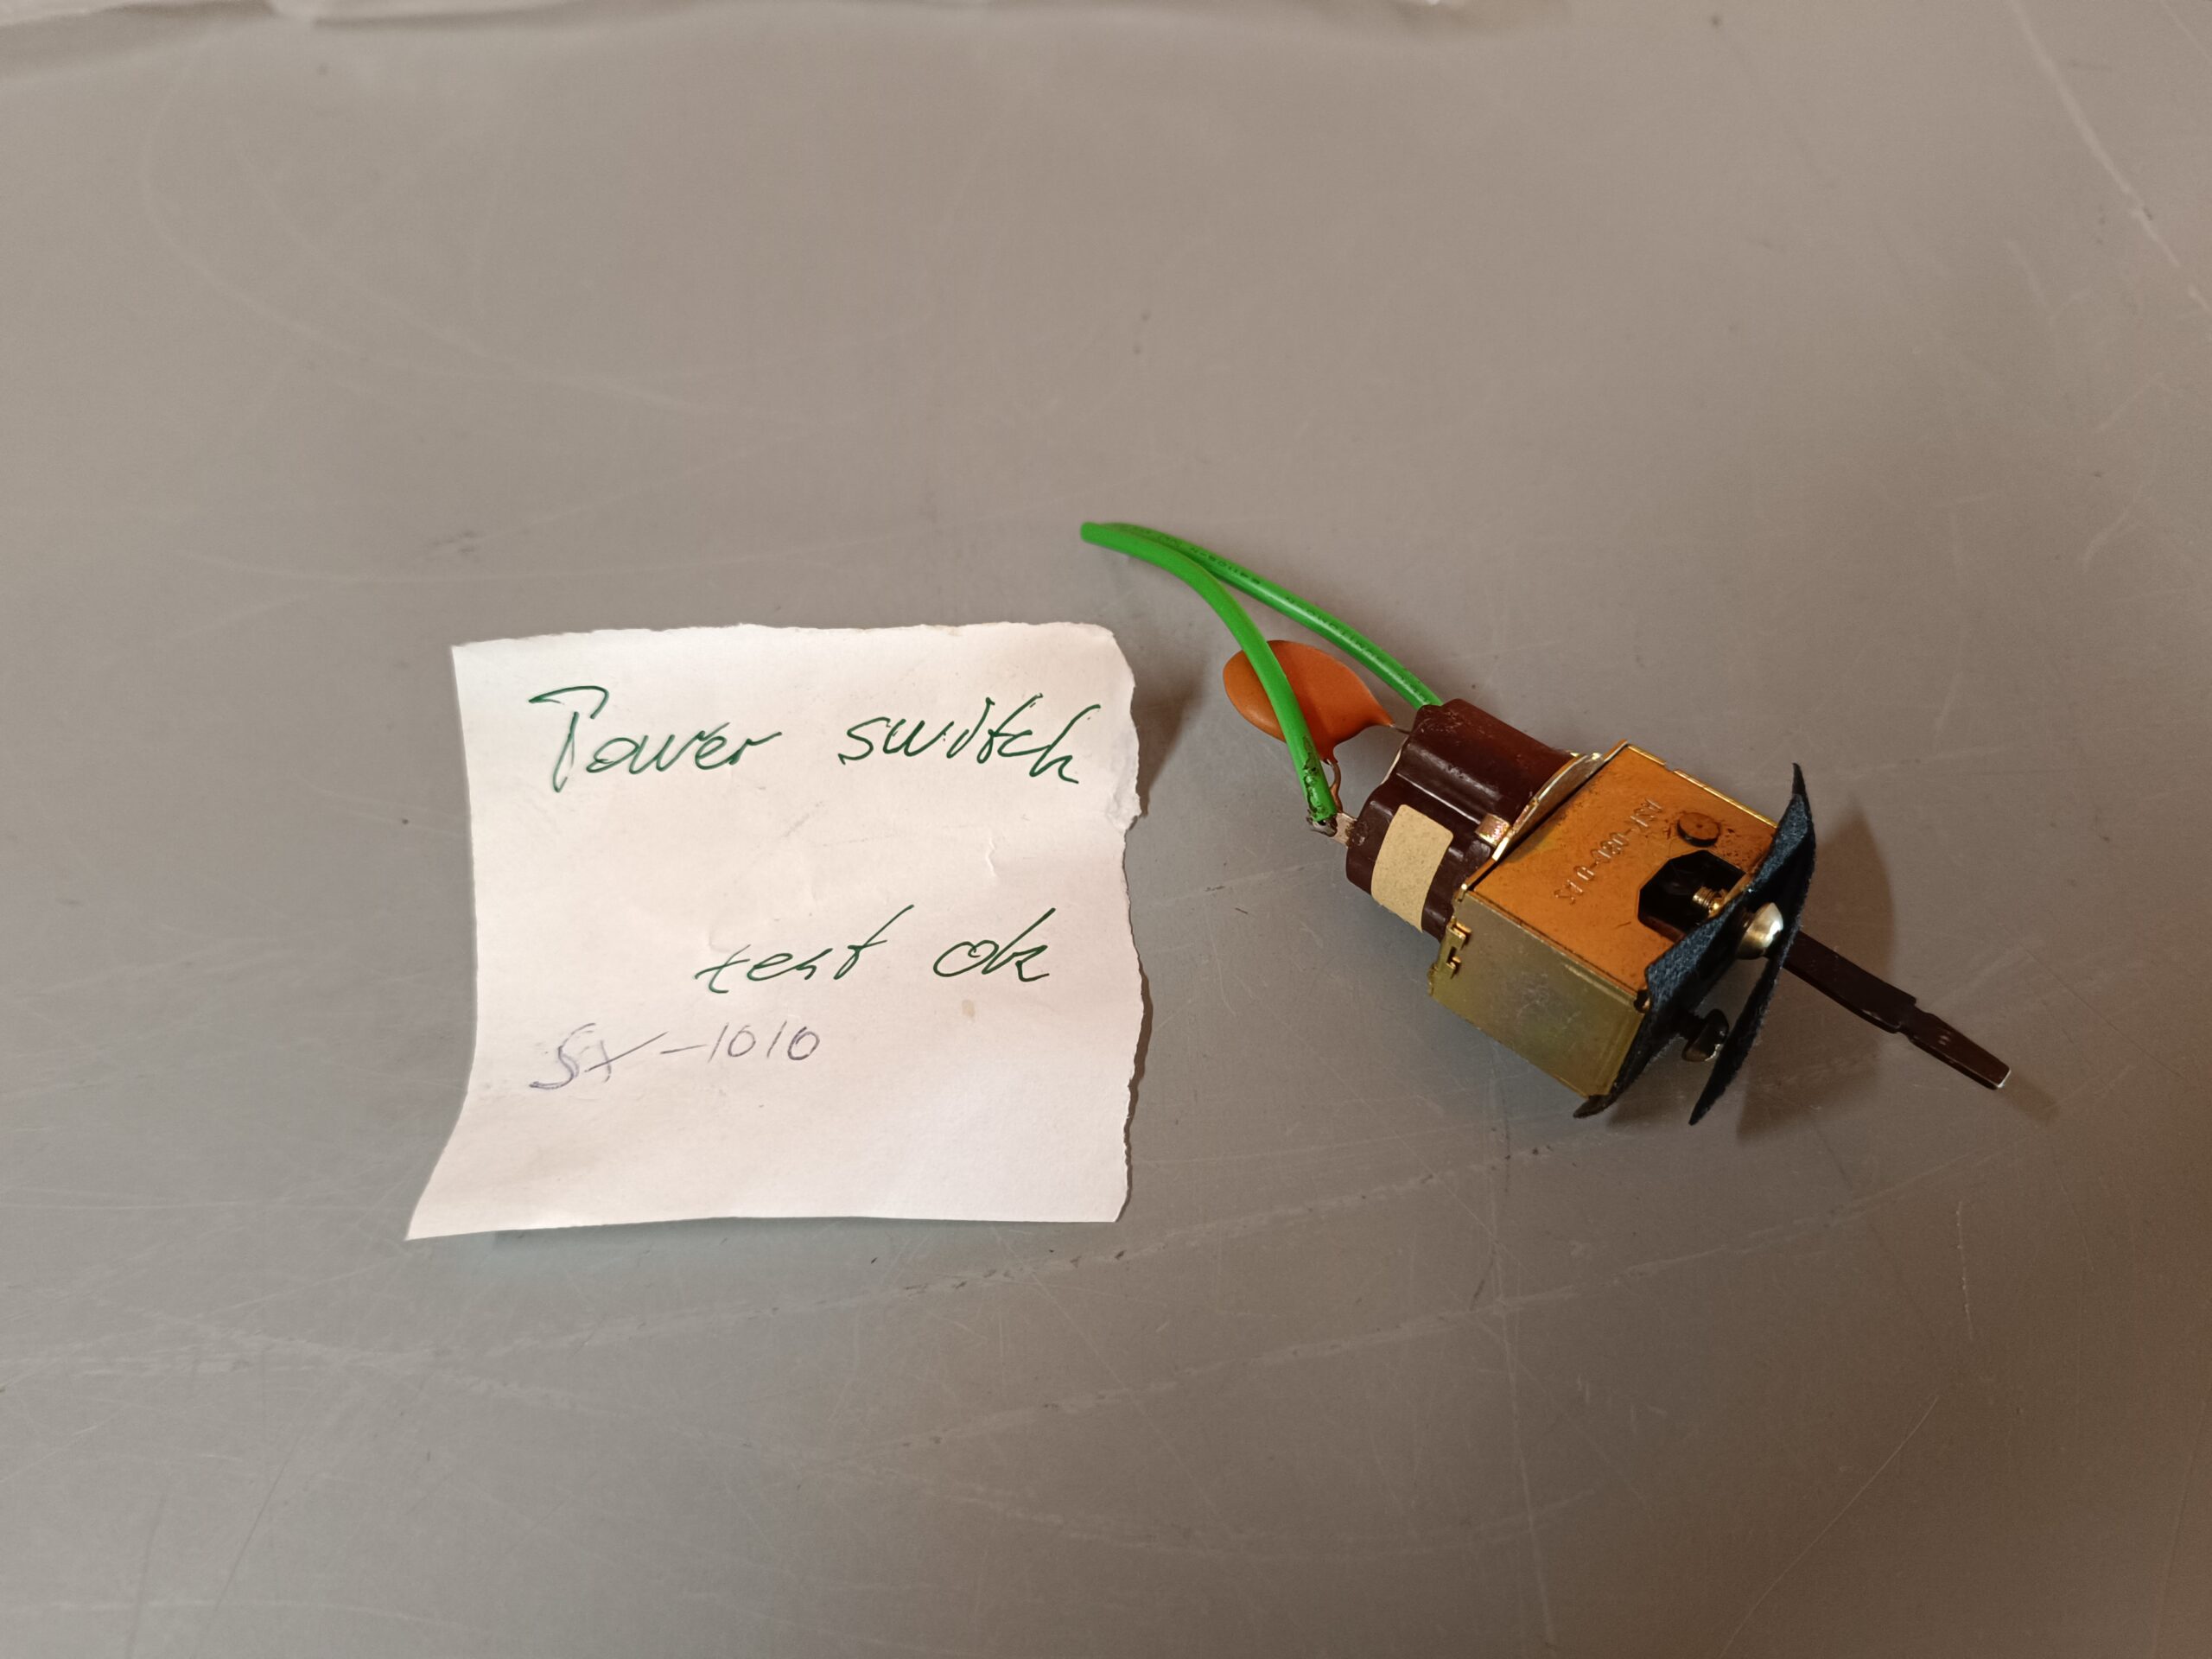 Power switch
test ok
SX-1010